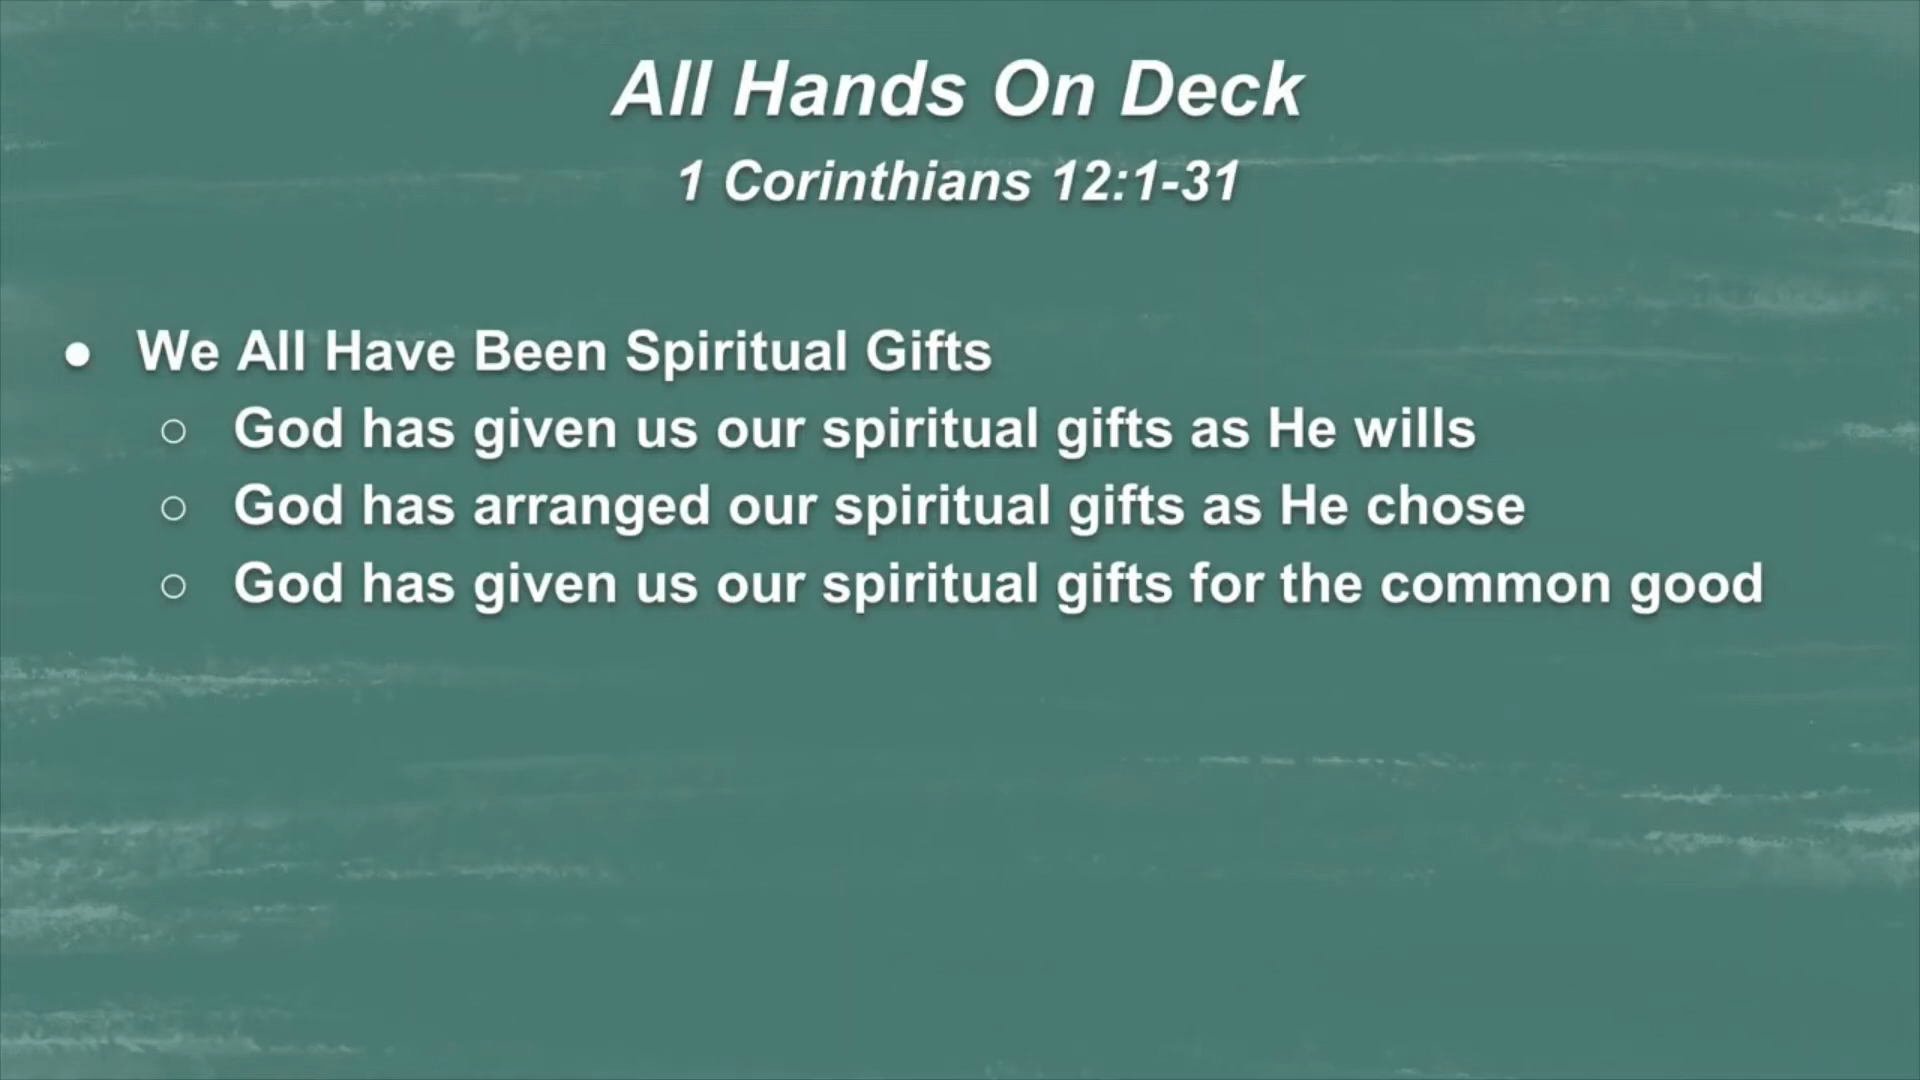 All Hands On Deck
1 Corinthians 12:1-31
● We All Have Been Spiritual Gifts
○ God has given us our spiritual gifts as He wills
○ God has arranged our spiritual gifts as He chose
○ God has given us our spiritual gifts for the common good